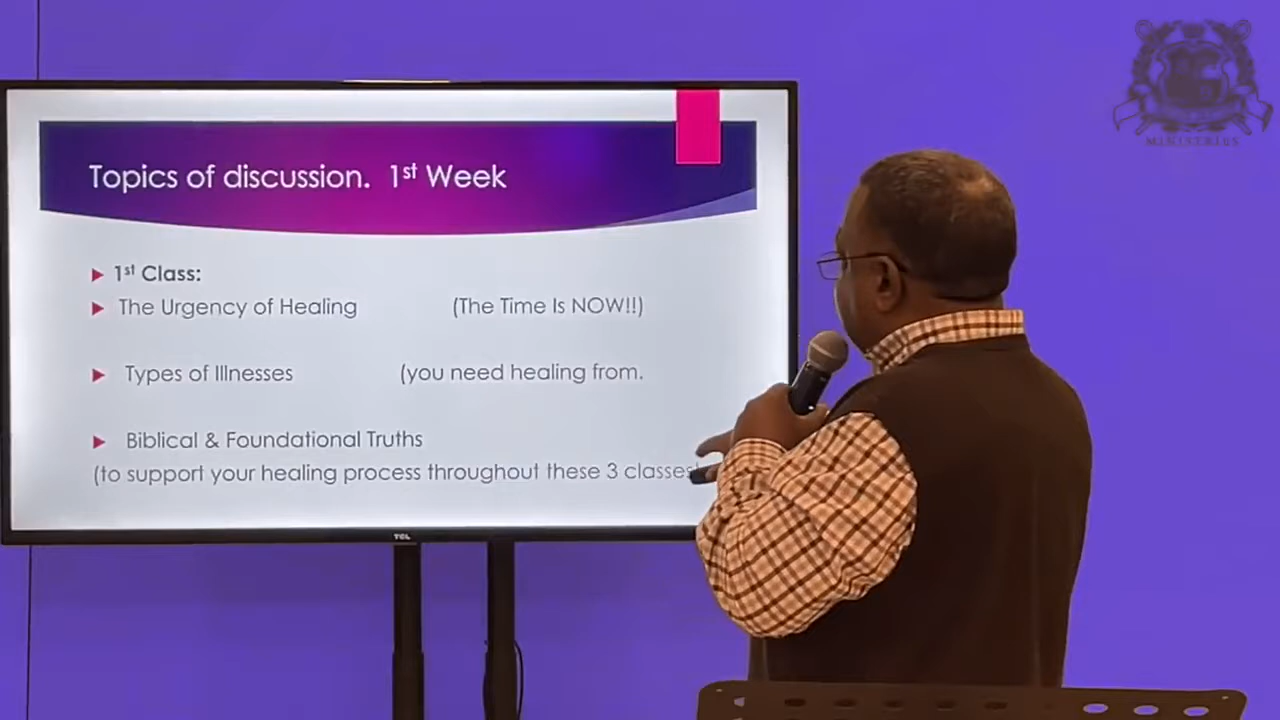 Topics of discussion. 1st Week
1st Class:
The Urgency of Healing (The Time Is NOW!!)
Types of Illnesses (you need healing from.
Biblical & Foundational Truths
(to support your healing process throughout these 3 classes
TCL
MINISTRIES